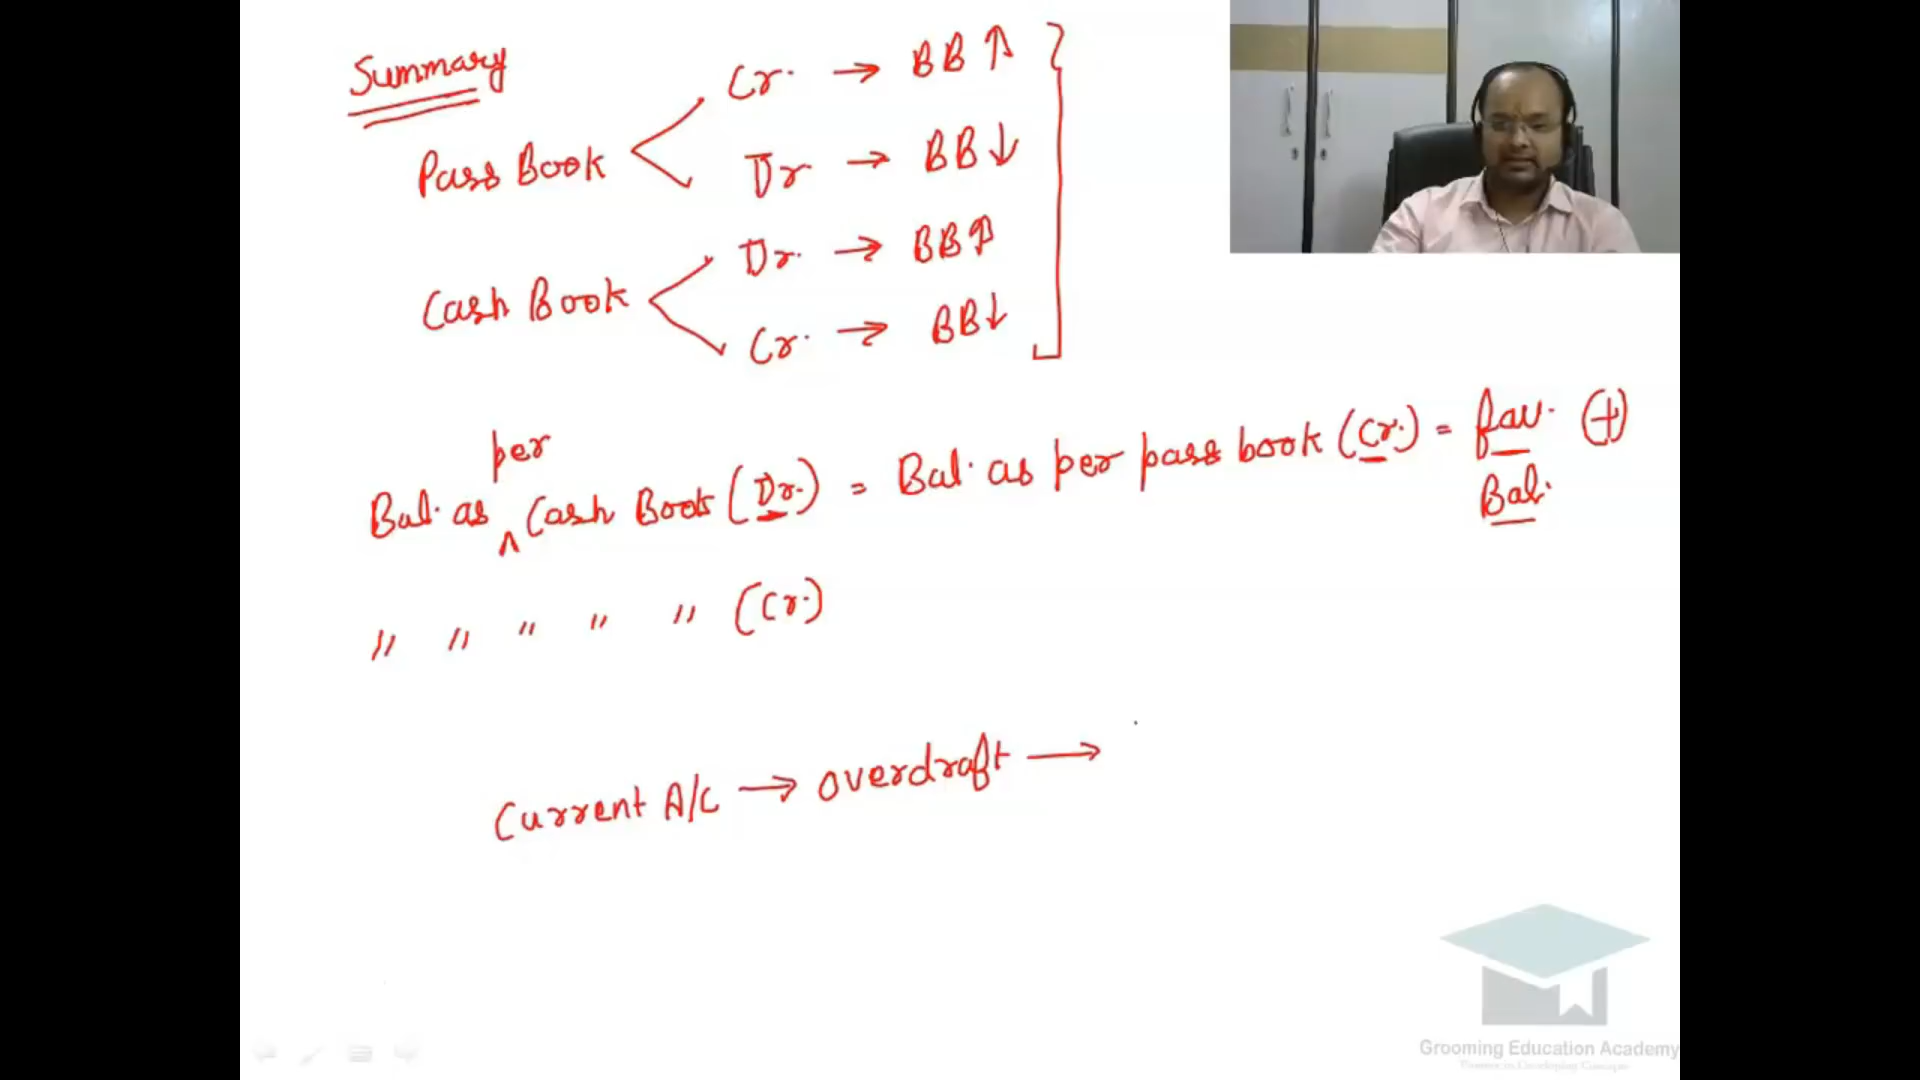 Summary
Pass Book
Cr. → BB ↑
Dr → BB ↓
Cash Book
Dr. → BB ↑
Cr. → BB ↓
Bal. as per Cash Book (Dr.) = Bal. as per pass book (Cr.) = fav. (+)
Bal.
" " " " " (Cr.)
Current A/C → overdraft →
Grooming Education Academy